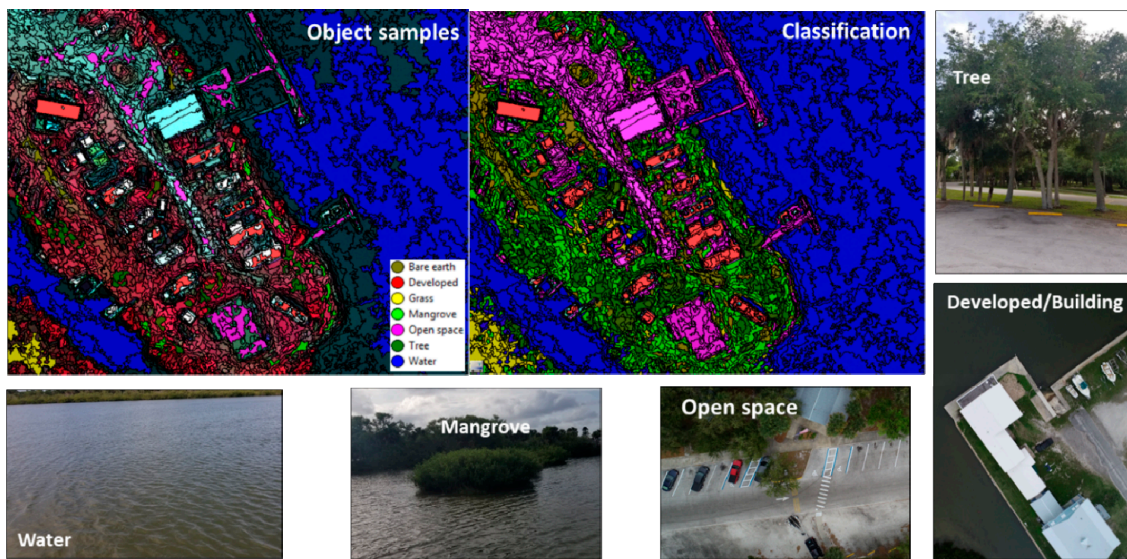 Object samples
Classification
Tree
Bare earth
Developed
Grass
Mangrove
Open space
Tree
Water
Developed/Building
Water
Mangrove
Open space